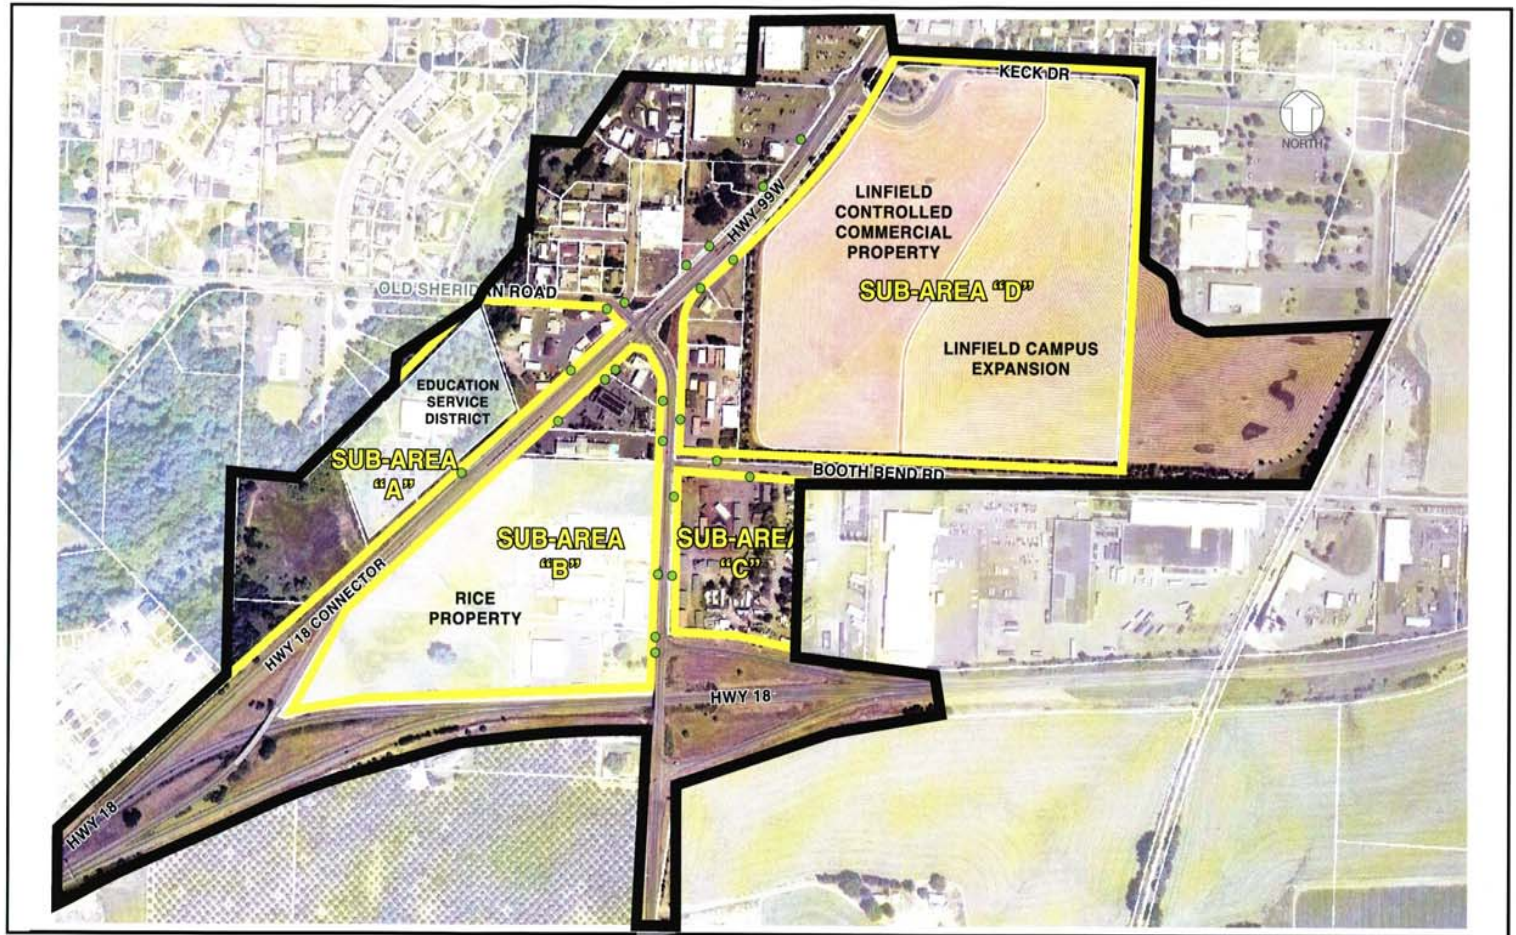 KECK DR
NORTH
HWY 99W
LINFIELD
CONTROLLED
COMMERCIAL
PROPERTY
SUB-AREA "D"
OLD SHERIDAN ROAD
LINFIELD CAMPUS
EXPANSION
EDUCATION
SERVICE
DISTRICT
SUB-AREA
"A"
BOOTH BEND RD
SUB-AREA
"B"
SUB-AREA
"C"
RICE
PROPERTY
HWY 18 CONNECTOR
HWY 18
HWY 18